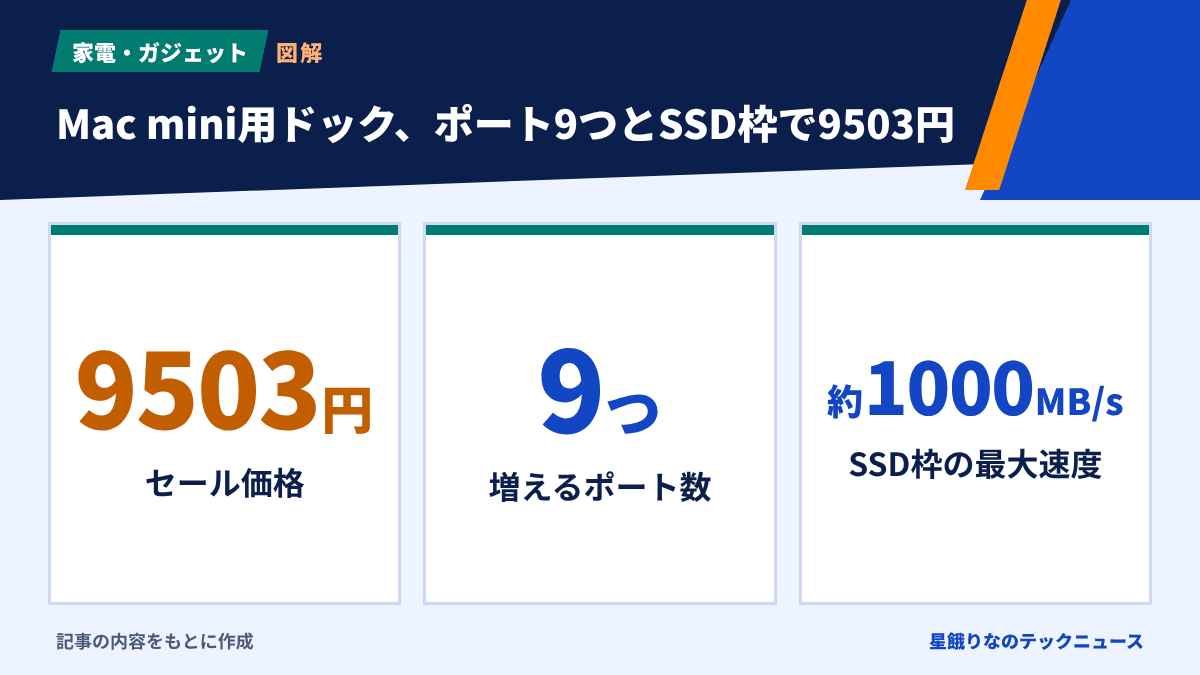 家電・ガジェット 図解
Mac mini用ドック、ポート9つとSSD枠で9503円
9503円
セール価格
9つ
増えるポート数
約1000MB/s
SSD枠の最大速度
記事の内容をもとに作成
星餓りなのテックニュース